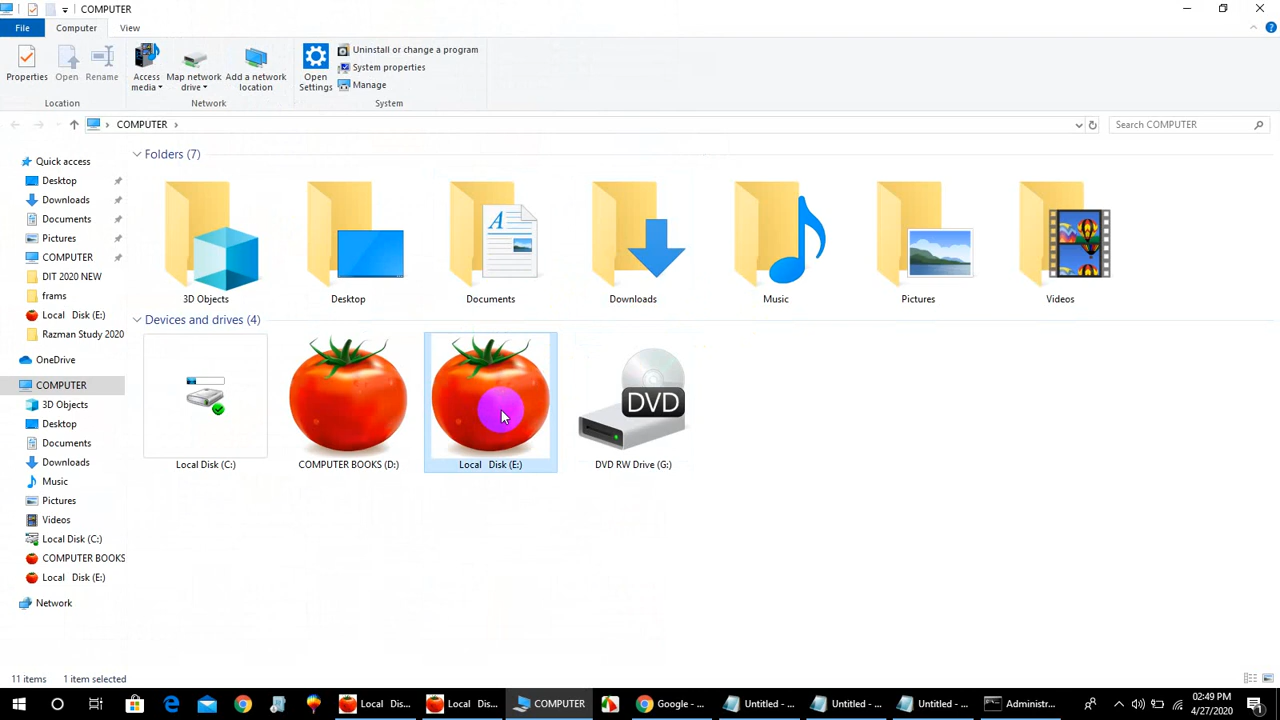 COMPUTER
File
Computer
View
Properties
Open
Rename
Access media
Map network drive
Add a network location
Open Settings
Uninstall or change a program
System properties
Manage
Location
Network
System
COMPUTER
Search COMPUTER
Quick access
Desktop
Downloads
Documents
Pictures
COMPUTER
DIT 2020 NEW
frams
Local Disk (E:)
Razman Study 2020
OneDrive
COMPUTER
3D Objects
Desktop
Documents
Downloads
Music
Pictures
Videos
Local Disk (C:)
COMPUTER BOOKS
Local Disk (E:)
Network
Folders (7)
3D Objects
Desktop
Documents
Downloads
Music
Pictures
Videos
Devices and drives (4)
DVD
Local Disk (C:)
COMPUTER BOOKS (D:)
Local Disk (E:)
DVD RW Drive (G:)
11 items
1 item selected
Local Dis...
Local Dis...
COMPUTER
Google - ...
Untitled - ...
Untitled - ...
Untitled - ...
Administr...
02:49 PM
4/27/2020